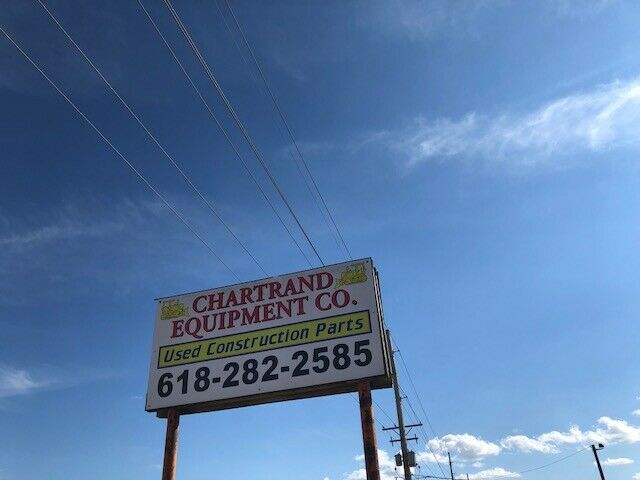 CHARTRAND
EQUIPMENT CO.
Used Construction Parts
618-282-2585